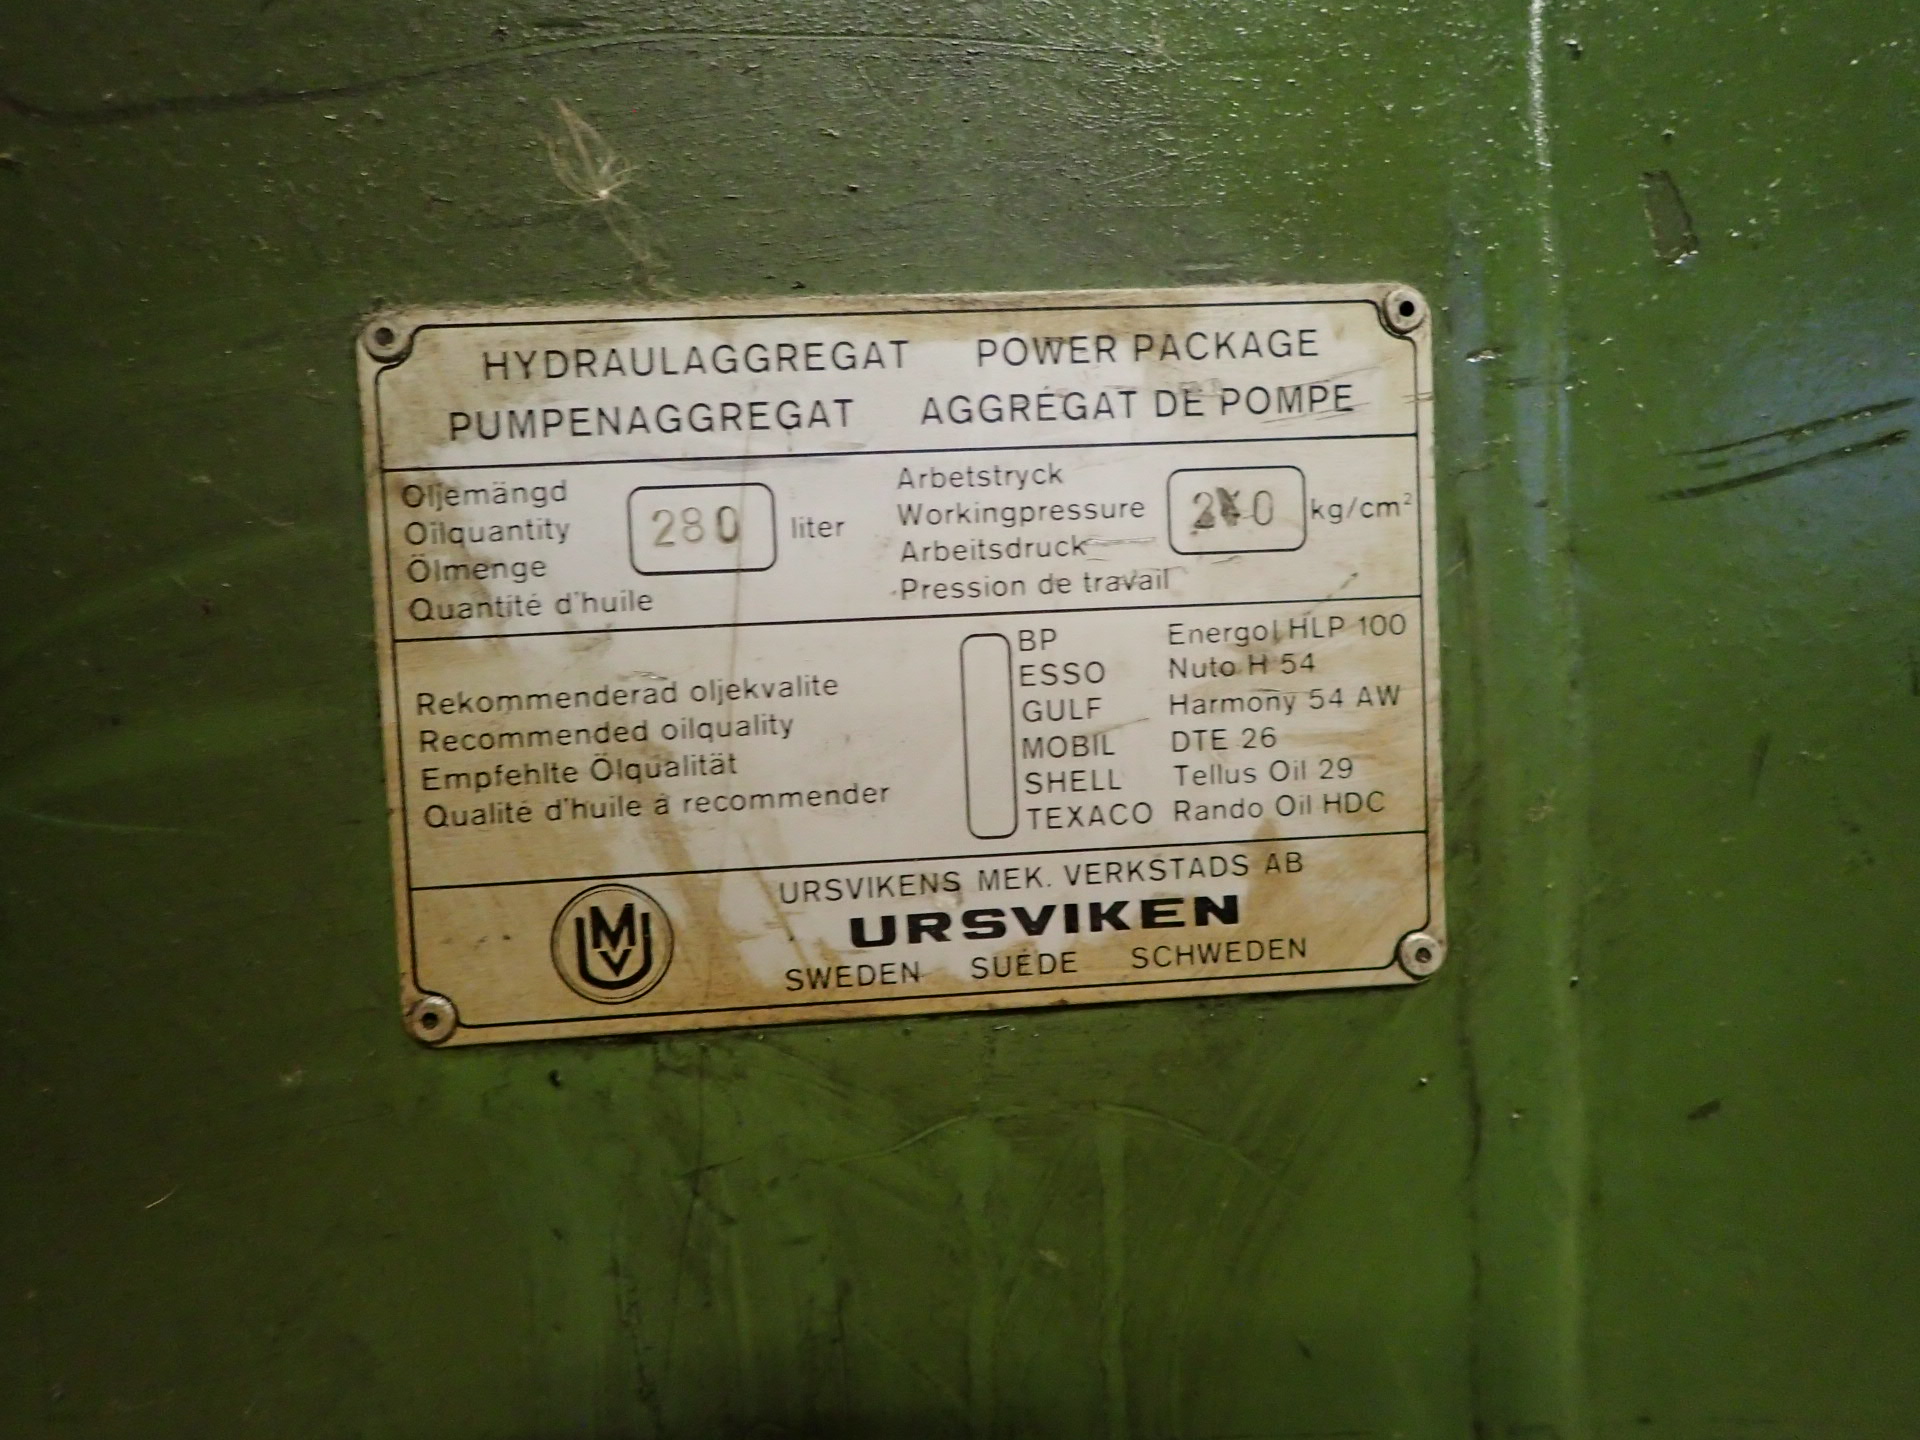 HYDRAULAGGREGAT POWER PACKAGE
PUMPENAGGREGAT AGGRÉGAT DE POMPE
Oljemängd
Oilquantity
Ölmenge
Quantité d'huile
280 liter
Arbetstryck
Workingpressure
Arbeitsdruck
Pression de travail
kg/cm²
Rekommenderad oljekvalite
Recommended oilquality
Empfehlte Ölqualität
Qualité d'huile à recommender
BP Energol HLP 100
ESSO Nuto H 54
GULF Harmony 54 AW
MOBIL DTE 26
SHELL Tellus Oil 29
TEXACO Rando Oil HDC
UMV
URSVIKENS MEK. VERKSTADS AB
URSVIKEN
SWEDEN SUÈDE SCHWEDEN